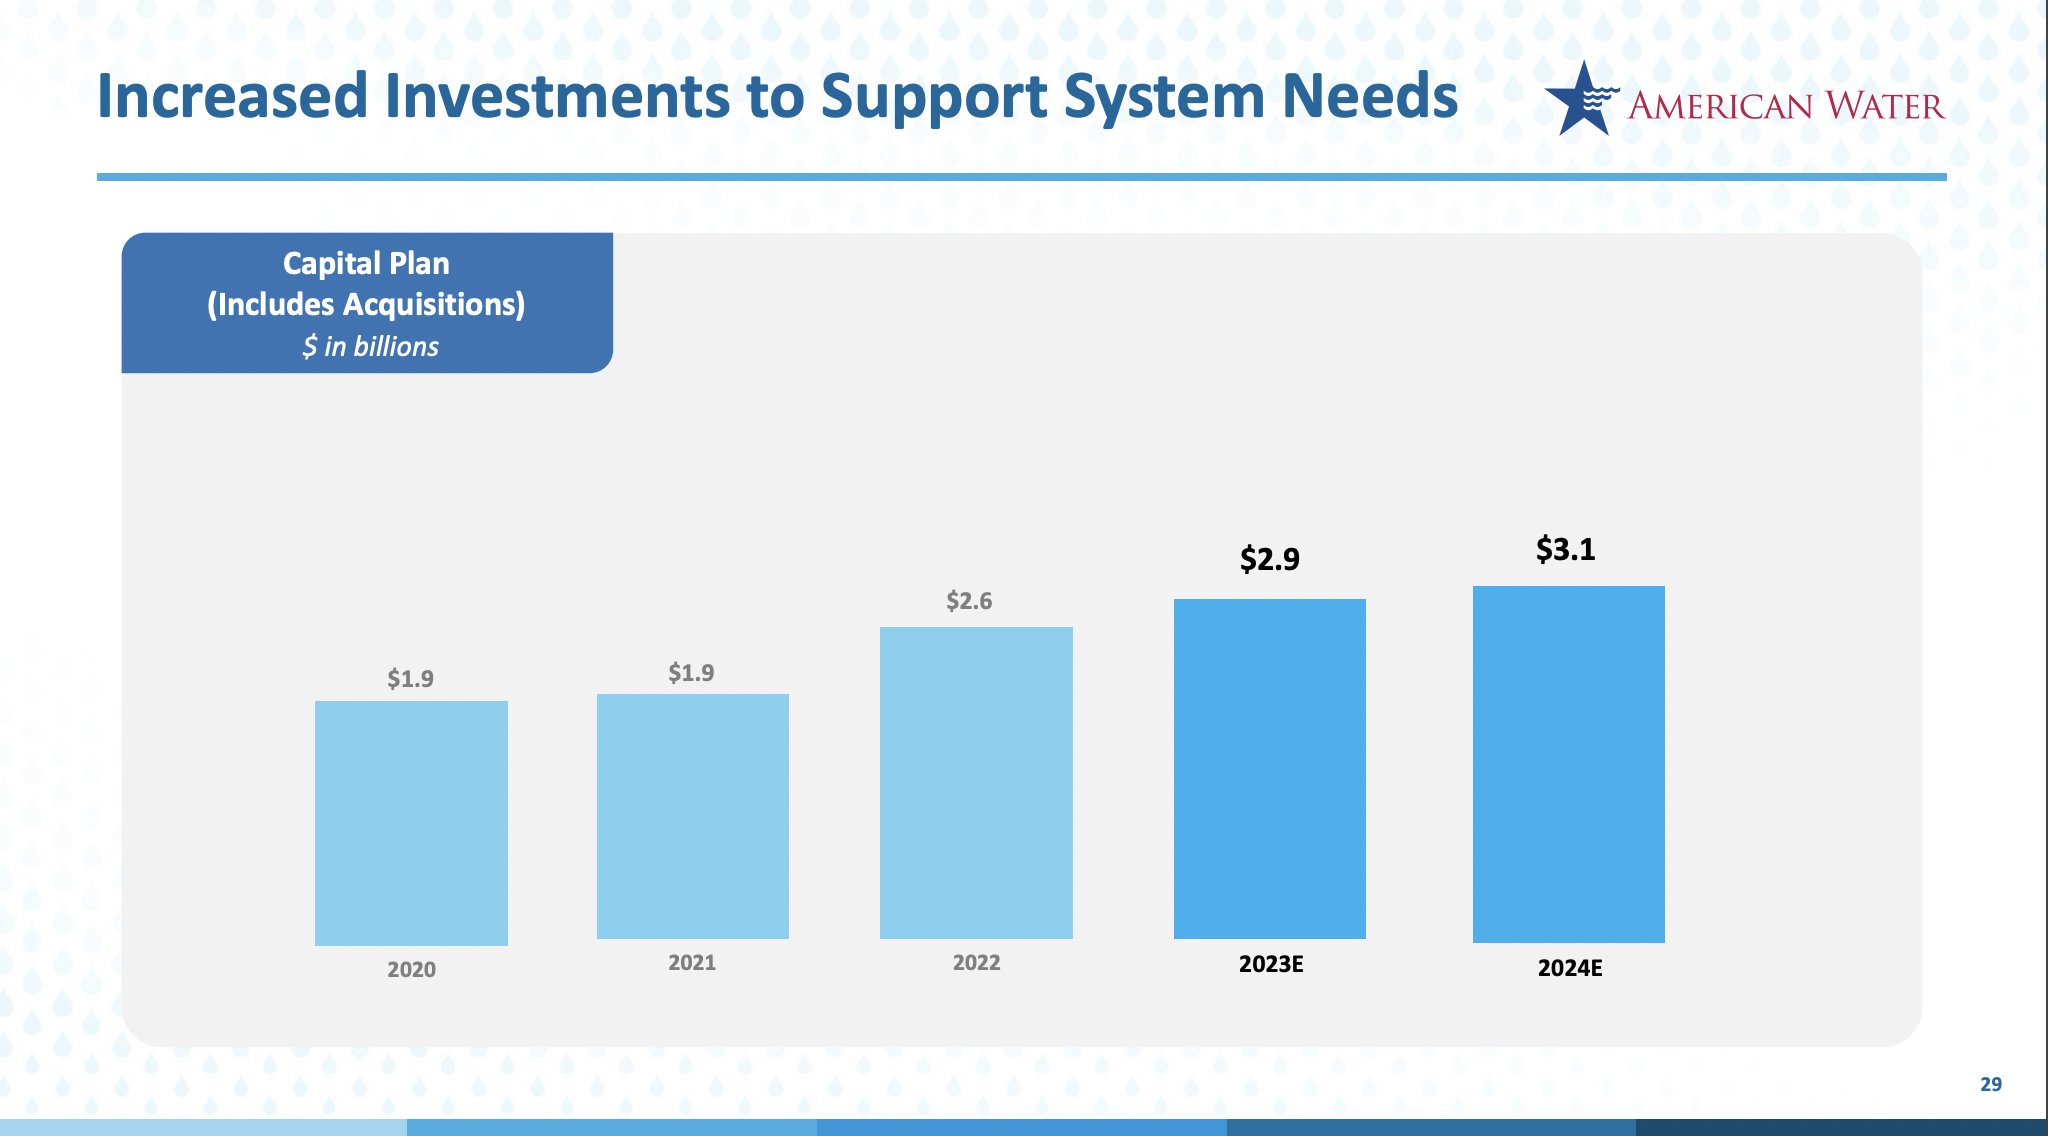 Increased Investments to Support System Needs
AMERICAN WATER
Capital Plan
(Includes Acquisitions)
$ in billions
$1.9
$1.9
$2.6
$2.9
$3.1
2020
2021
2022
2023E
2024E
29